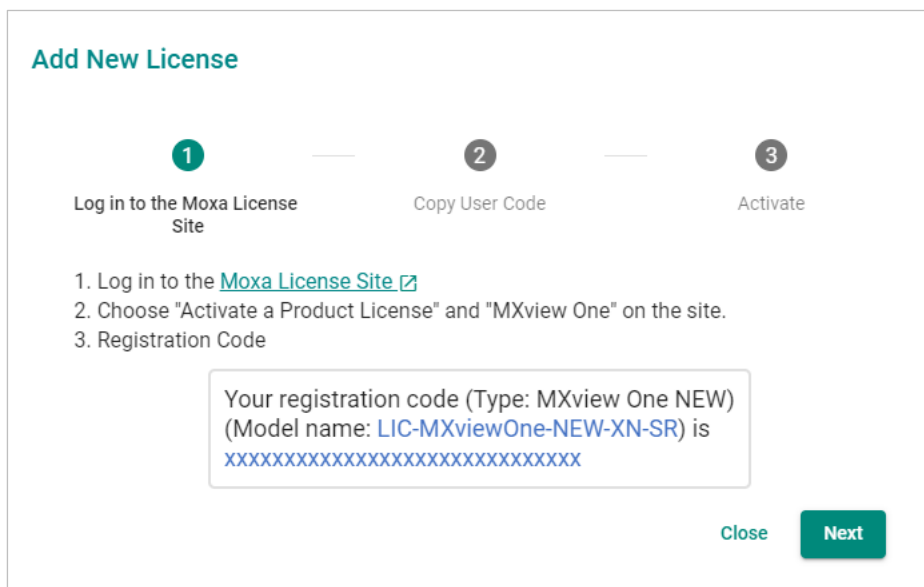 Add New License
1
2
3
Log in to the Moxa License
Site
Copy User Code
Activate
1. Log in to the Moxa License Site
2. Choose "Activate a Product License" and "MXview One" on the site.
3. Registration Code
Your registration code (Type: MXview One NEW)
(Model name: LIC-MXviewOne-NEW-XN-SR) is
xxxxxxxxxxxxxxxxxxxxxxxxxxxxxx
Close
Next